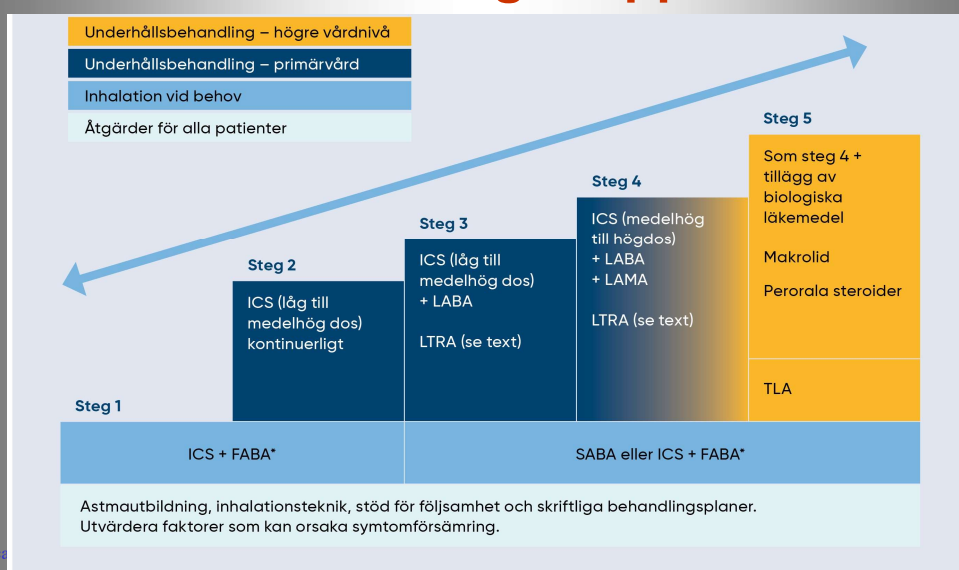 Underhållsbehandling – högre vårdnivå
Underhållsbehandling – primärvård
Inhalation vid behov
Åtgärder för alla patienter
Steg 1
Steg 2
ICS (låg till
medelhög dos)
kontinuerligt
Steg 3
ICS (låg till
medelhög dos)
+ LABA
LTRA (se text)
Steg 4
ICS (medelhög
till högdos)
+ LABA
+ LAMA
LTRA (se text)
Steg 5
Som steg 4 +
tillägg av
biologiska
läkemedel
Makrolid
Perorala steroider
TLA
ICS + FABA*
SABA eller ICS + FABA*
Astmautbildning, inhalationsteknik, stöd för följsamhet och skriftliga behandlingsplaner.
Utvärdera faktorer som kan orsaka symtomförsämring.